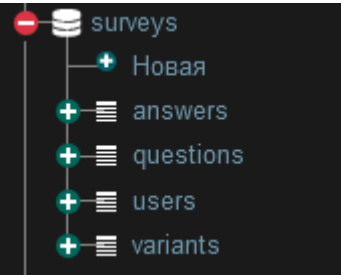 surveys
Новая
answers
questions
users
variants